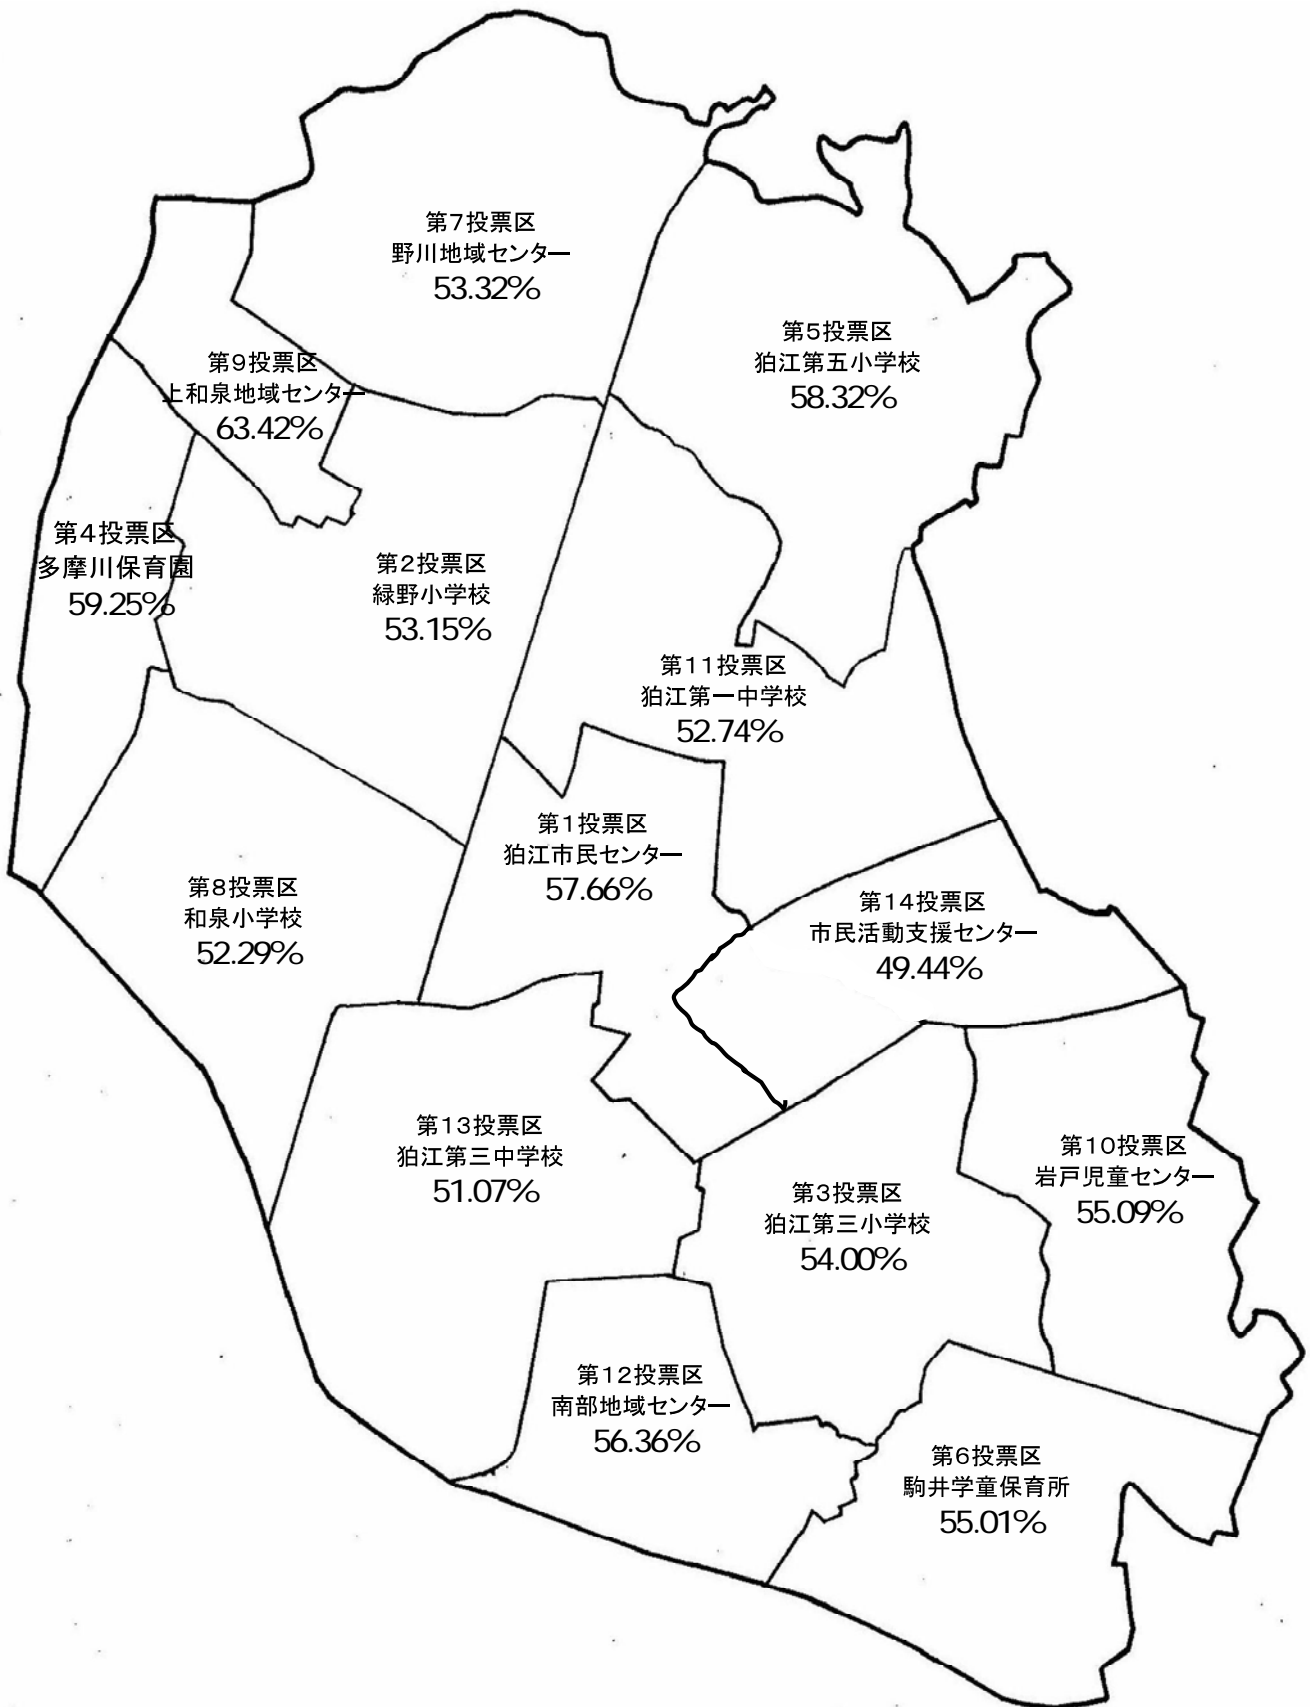 第7投票区
野川地域センター
53.32%
第5投票区
狛江第五小学校
58.32%
第9投票区
上和泉地域センター
63.42%
第4投票区
多摩川保育園
59.25%
第2投票区
緑野小学校
53.15%
第11投票区
狛江第一中学校
52.74%
第1投票区
狛江市民センター
57.66%
第8投票区
和泉小学校
52.29%
第14投票区
市民活動支援センター
49.44%
第13投票区
狛江第三中学校
51.07%
第10投票区
岩戸児童センター
55.09%
第3投票区
狛江第三小学校
54.00%
第12投票区
南部地域センター
56.36%
第6投票区
駒井学童保育所
55.01%